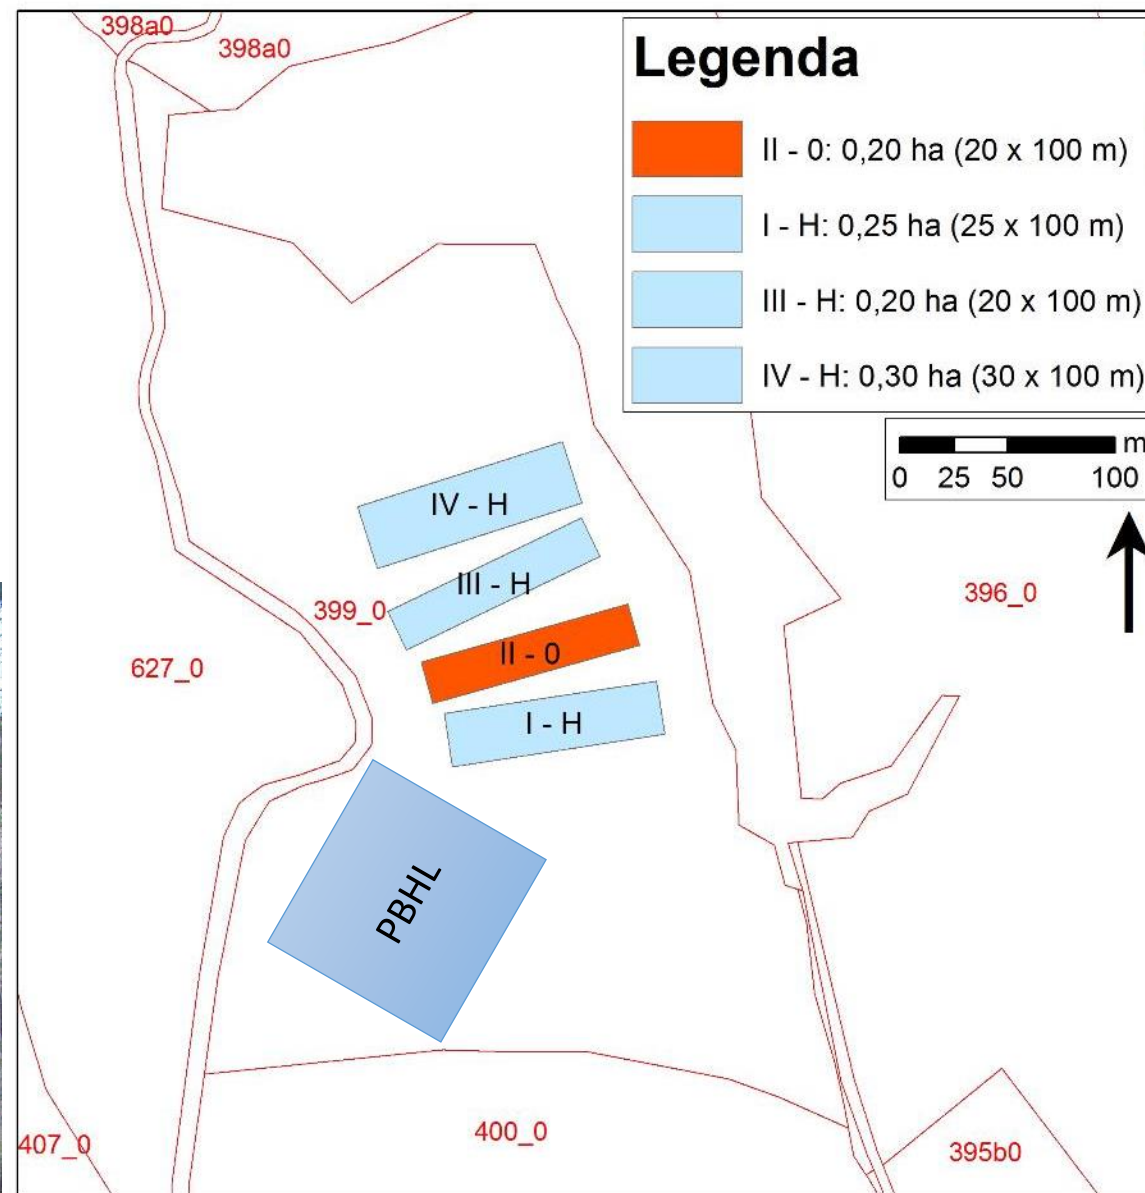 398a0
398a0
Legenda
II - 0: 0,20 ha (20 x 100 m)
I - H: 0,25 ha (25 x 100 m)
III - H: 0,20 ha (20 x 100 m)
IV - H: 0,30 ha (30 x 100 m)
m
0 25 50 100
IV - H
III - H
399_0
396_0
II - 0
627_0
I - H
PBHL
400_0
407_0
395b0